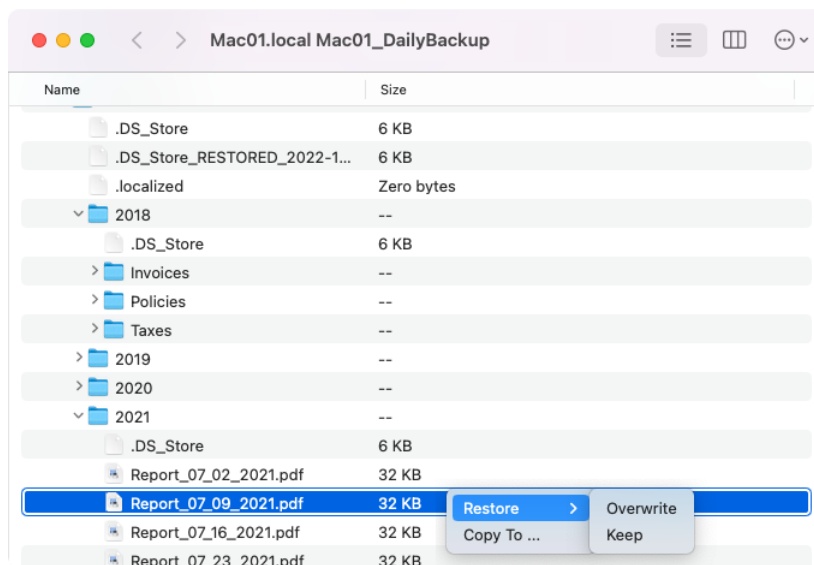 Mac01.local Mac01_DailyBackup
Name Size
.DS_Store 6 KB
.DS_Store_RESTORED_2022-1... 6 KB
.localized Zero bytes
2018 --
.DS_Store 6 KB
Invoices --
Policies --
Taxes --
2019 --
2020 --
2021 --
.DS_Store 6 KB
Report_07_02_2021.pdf 32 KB
Report_07_09_2021.pdf 32 KB Restore Overwrite
Report_07_16_2021.pdf 32 KB Copy To ... Keep
Report_07_23_2021.pdf 32 KB